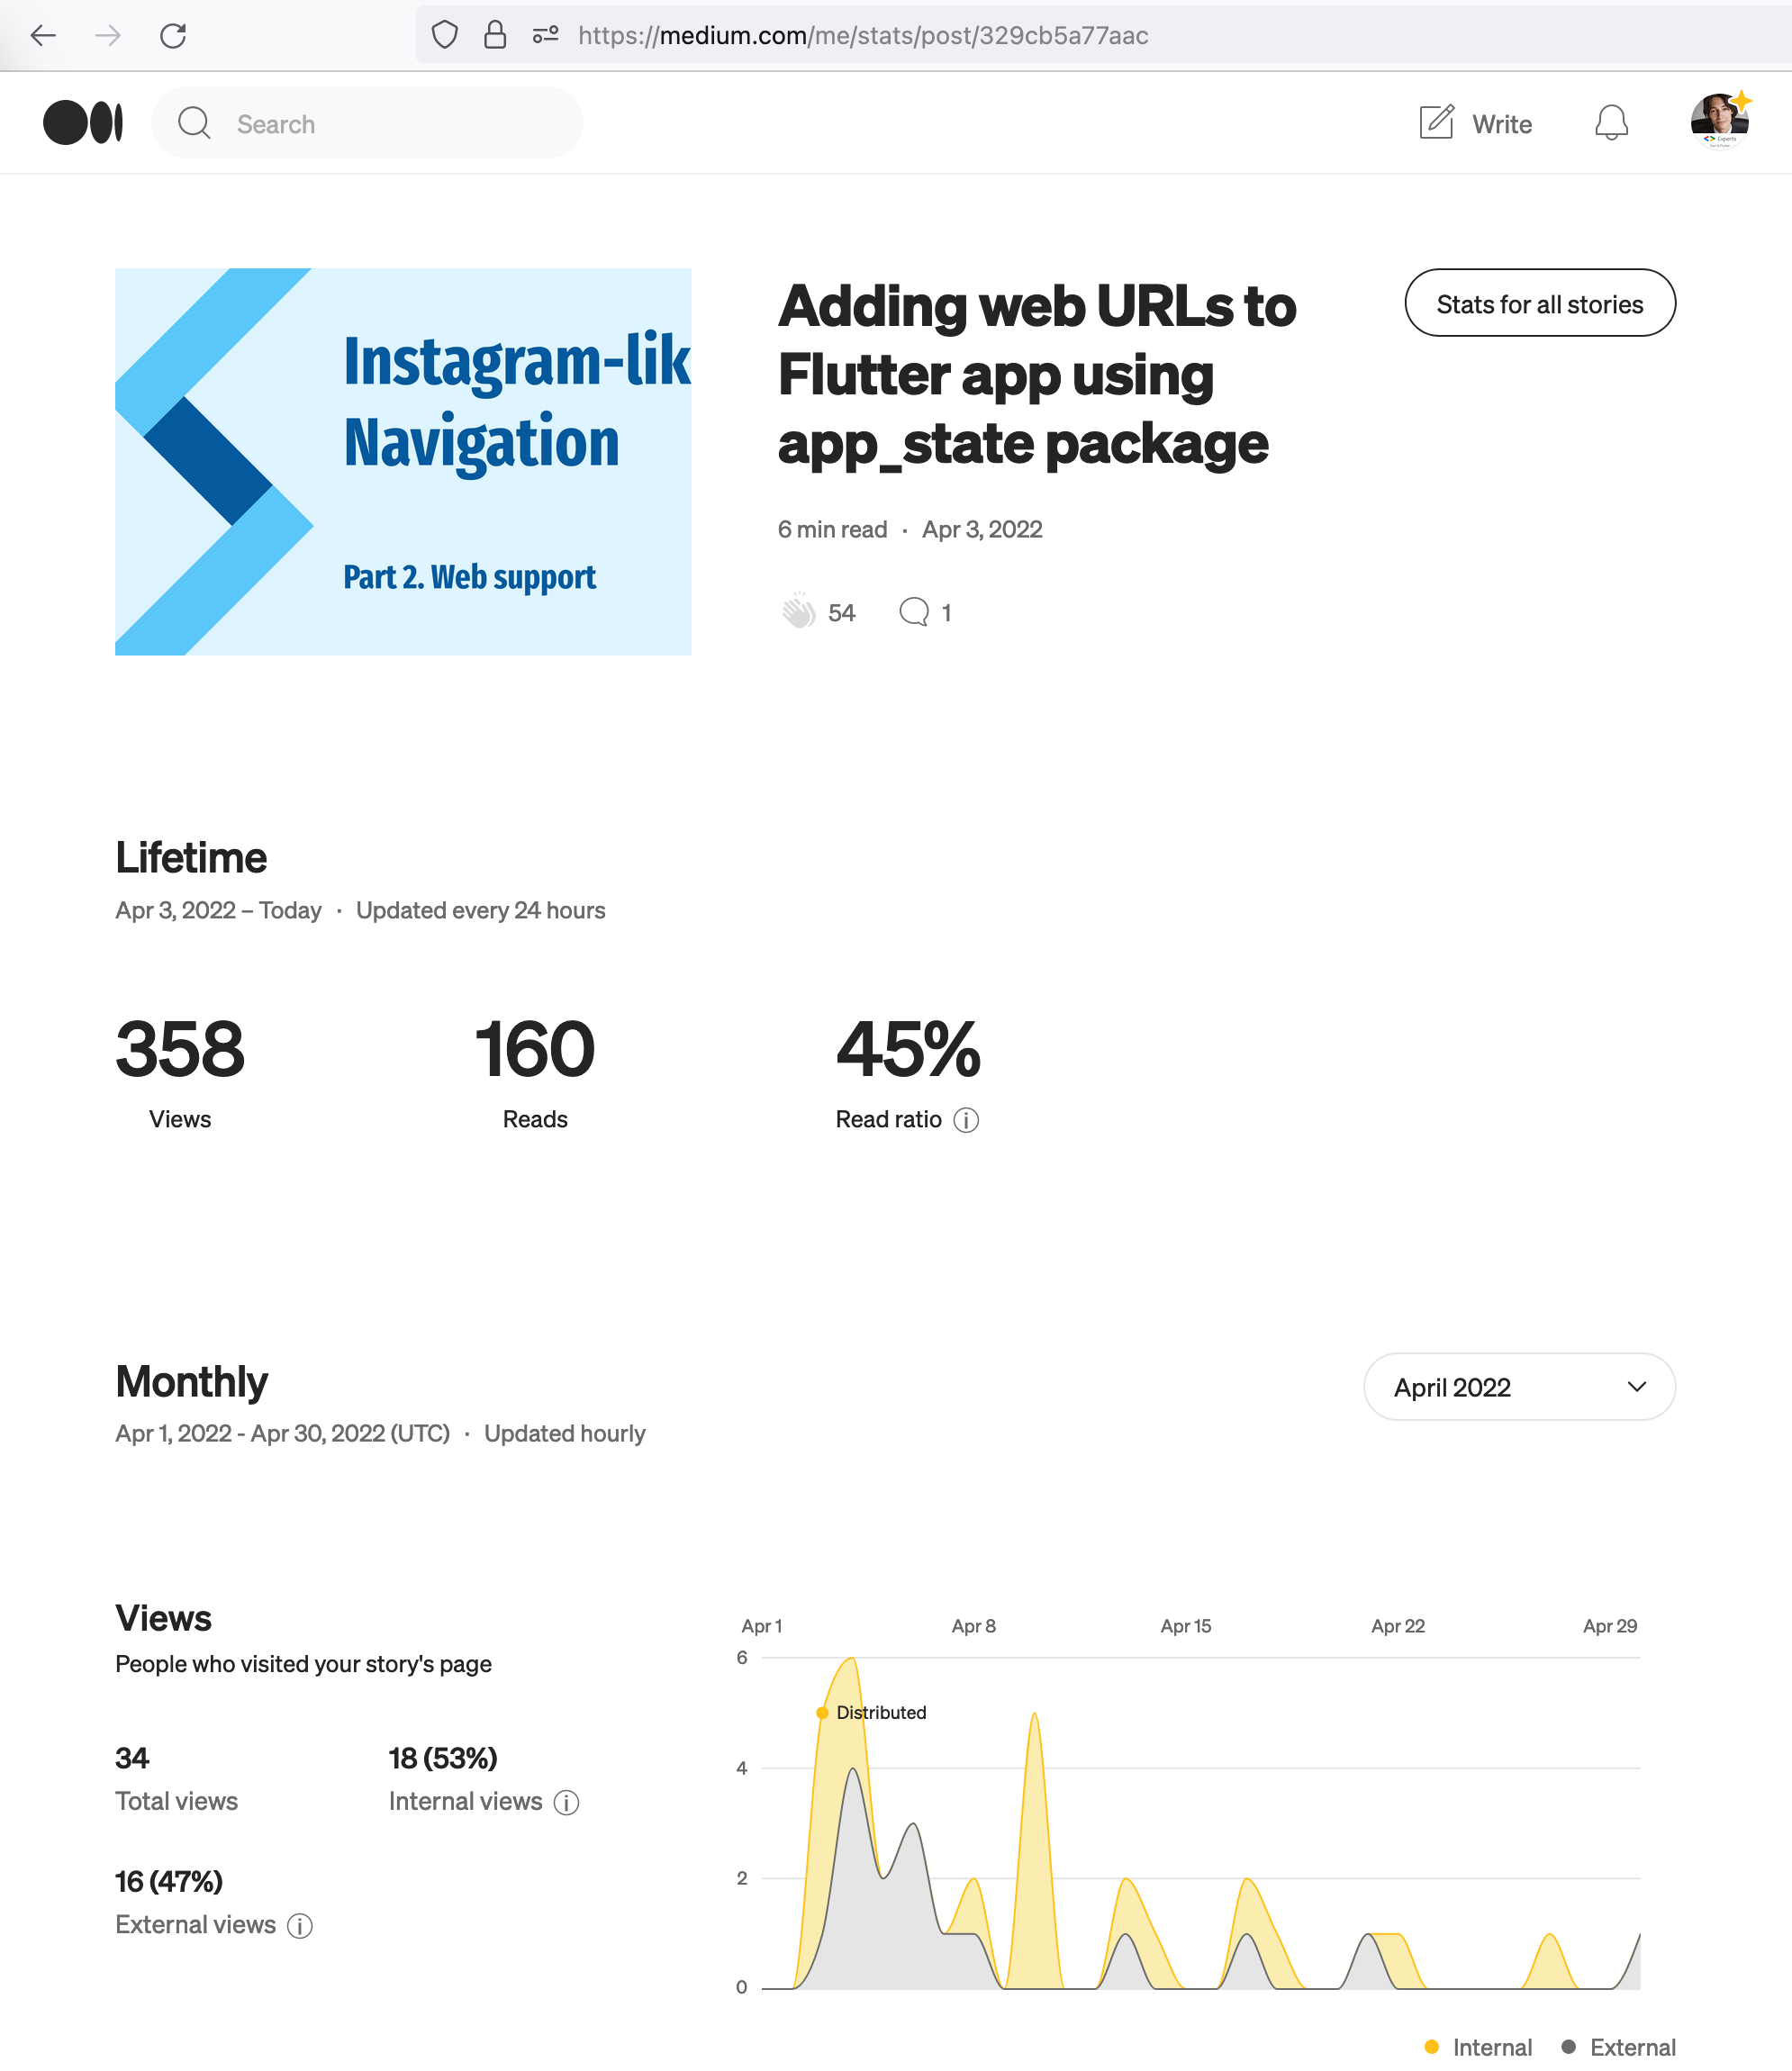 https://medium.com/me/stats/post/329cb5a77aac
Search
Write
Instagram-lik
Navigation
Part 2. Web support
Adding web URLs to
Flutter app using
app_state package
Stats for all stories
6 min read · Apr 3, 2022
54 1
Lifetime
Apr 3, 2022 – Today · Updated every 24 hours
358 160 45%
Views Reads Read ratio
Monthly
April 2022
Apr 1, 2022 - Apr 30, 2022 (UTC) · Updated hourly
Views
People who visited your story's page
34 18 (53%)
Total views Internal views
16 (47%)
External views
Apr 1 Apr 8 Apr 15 Apr 22 Apr 29
6
Distributed
4
2
0
Internal External